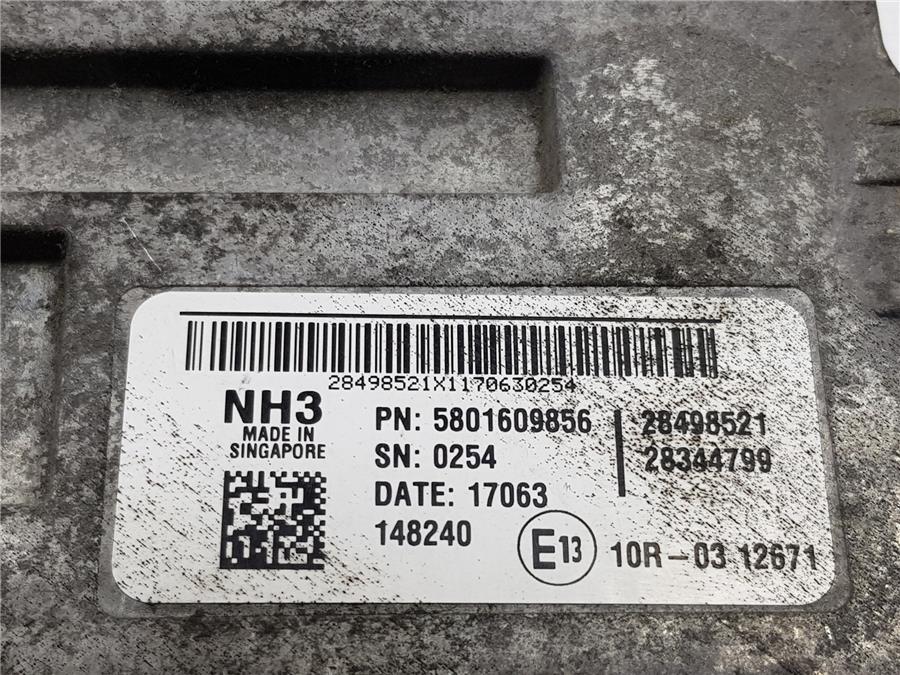 28498521X1170630254
NH3
MADE IN
SINGAPORE
PN: 5801609856
SN: 0254
DATE: 17063
148240
28498521
28344799
E13
10R-03 12671